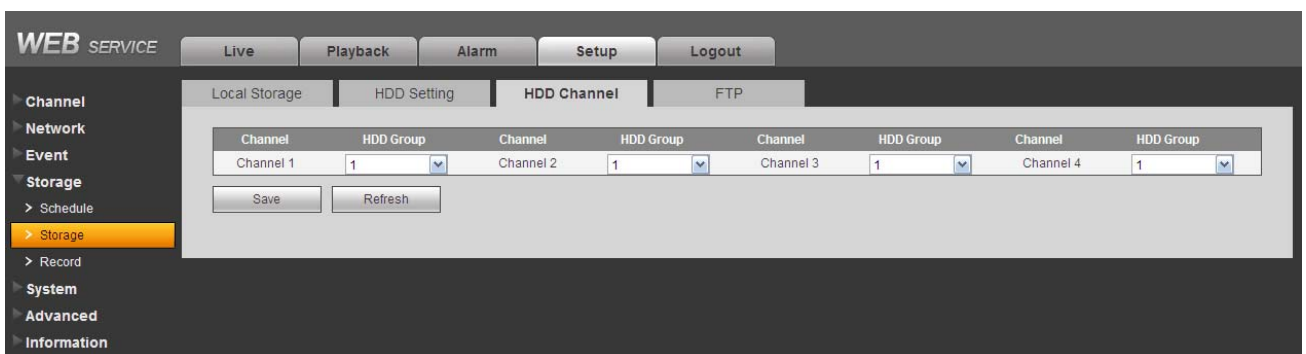 WEB SERVICE
Live Playback Alarm Setup Logout
Local Storage HDD Setting HDD Channel FTP
Channel
Network
Event
Storage
> Schedule
> Storage
> Record
System
Advanced
Information
Channel HDD Group Channel HDD Group Channel HDD Group Channel HDD Group
Channel 1 1 Channel 2 1 Channel 3 1 Channel 4 1
Save Refresh